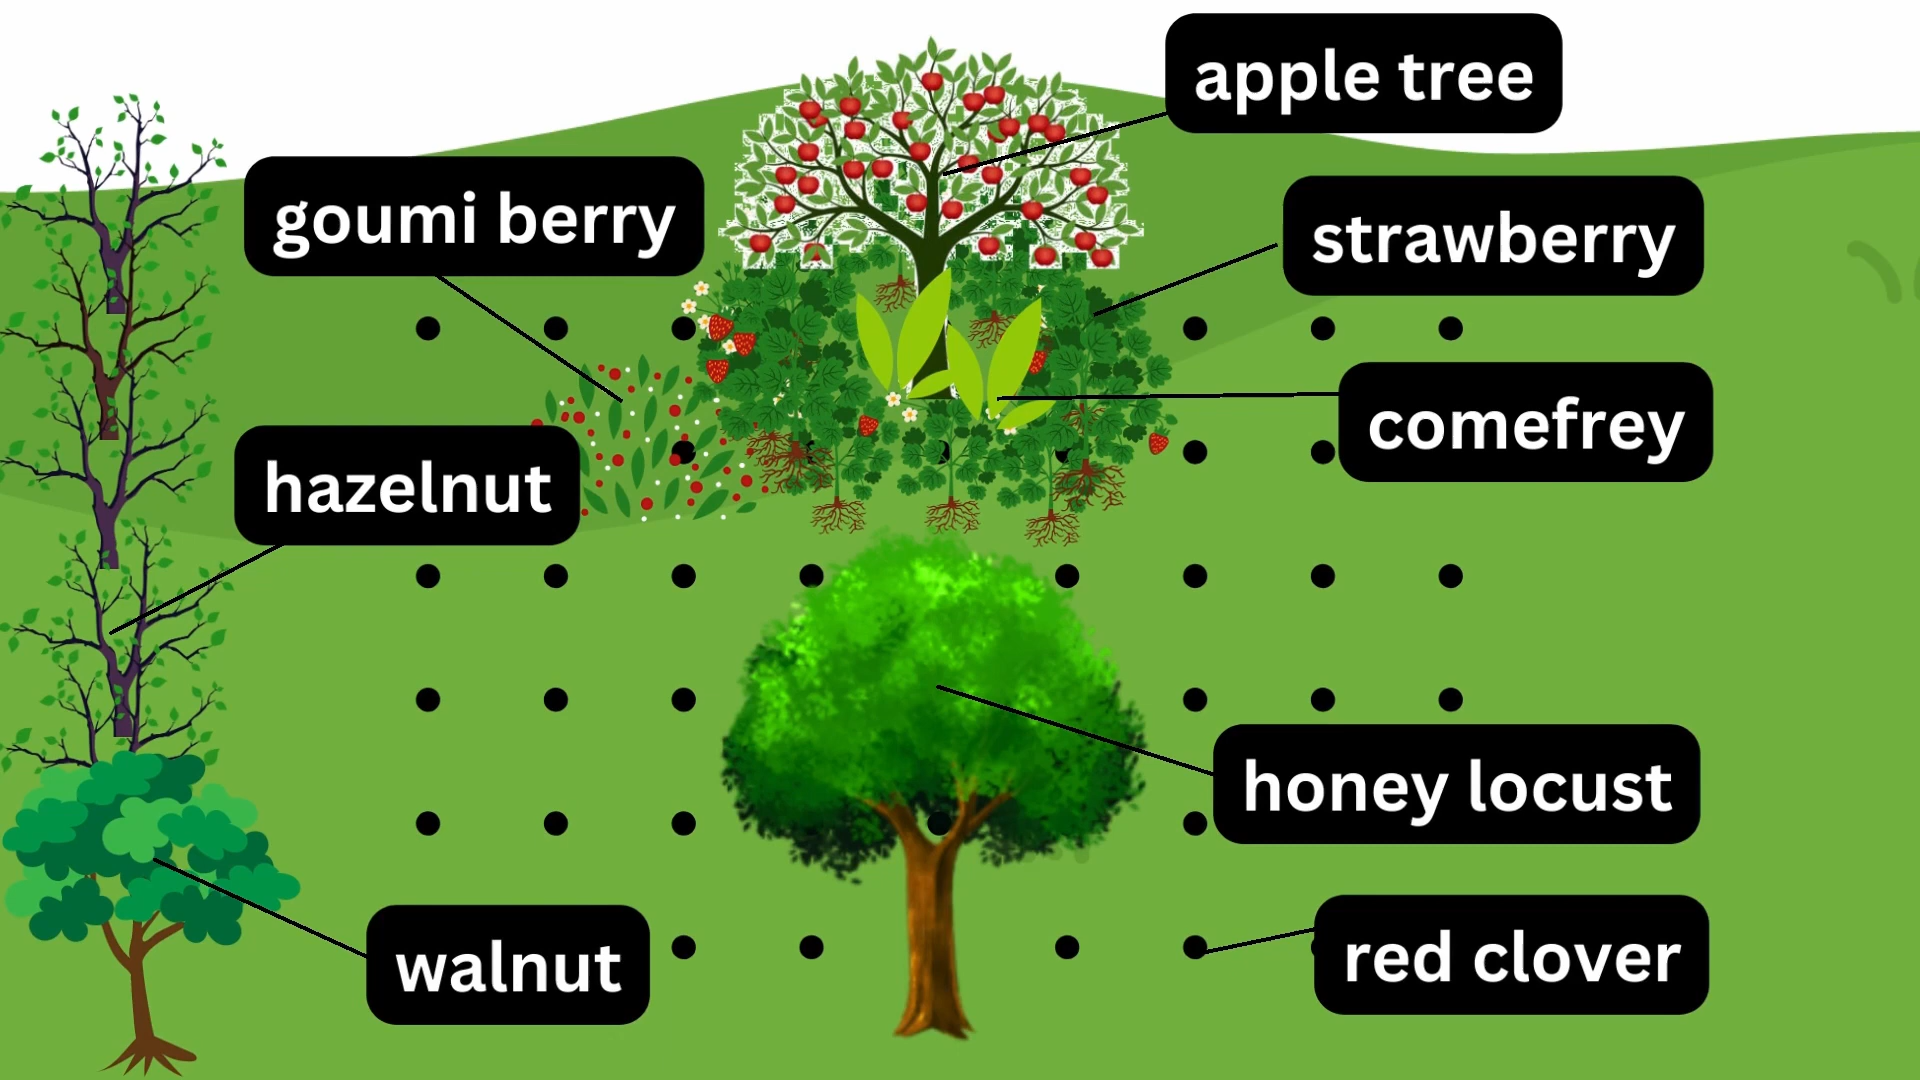 apple tree
goumi berry
strawberry
comefrey
hazelnut
honey locust
walnut
red clover